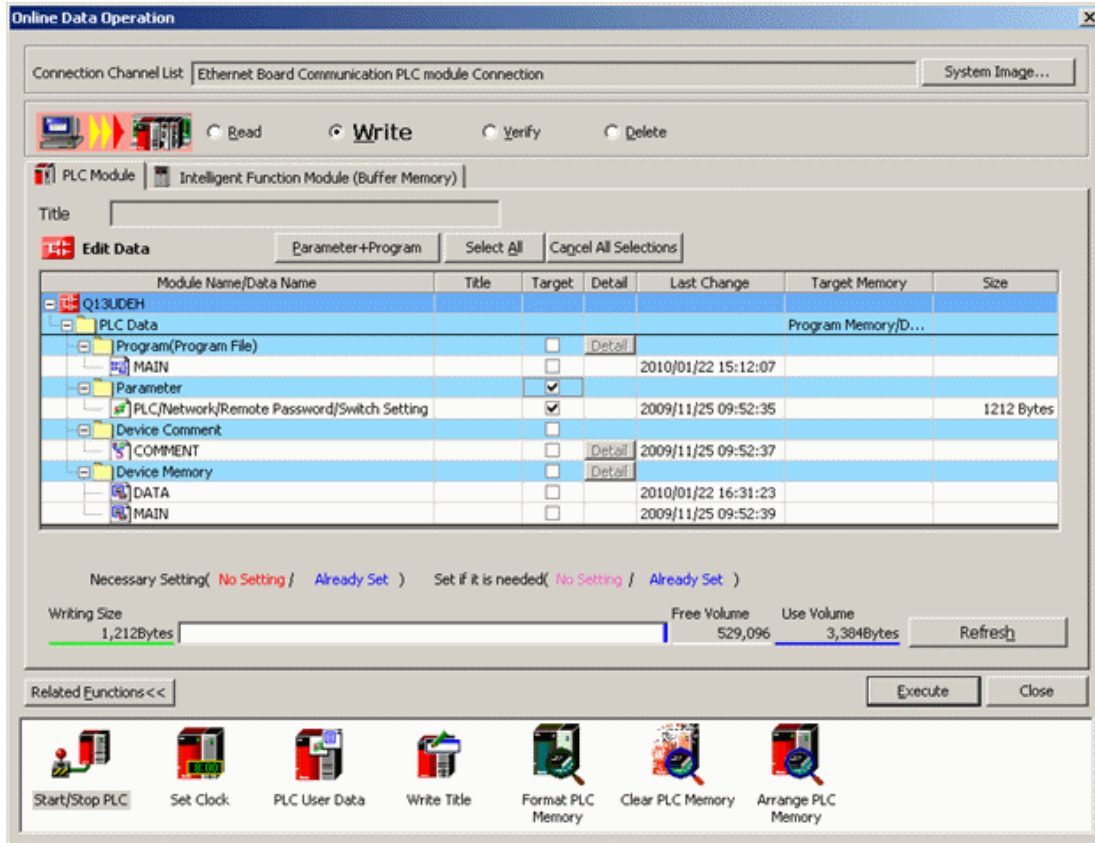 Online Data Operation
Connection Channel List Ethernet Board Communication PLC module Connection System Image...
Read Write Verify Delete
PLC Module Intelligent Function Module (Buffer Memory)
Title
Edit Data Parameter+Program Select All Cancel All Selections
Module Name/Data Name Title Target Detail Last Change Target Memory Size
Q13UDEH
PLC Data Program Memory/D...
Program(Program File) Detail
MAIN 2010/01/22 15:12:07
Parameter
PLC/Network/Remote Password/Switch Setting 2009/11/25 09:52:35 1212 Bytes
Device Comment
COMMENT Detail 2009/11/25 09:52:37
Device Memory Detail
DATA 2010/01/22 16:31:23
MAIN 2009/11/25 09:52:39
Necessary Setting( No Setting / Already Set ) Set if it is needed( No Setting / Already Set )
Writing Size Free Volume Use Volume
1,212Bytes 529,096 3,384Bytes Refresh
Related Functions<< Execute Close
Start/Stop PLC Set Clock PLC User Data Write Title Format PLC Clear PLC Memory Arrange PLC
Memory Memory